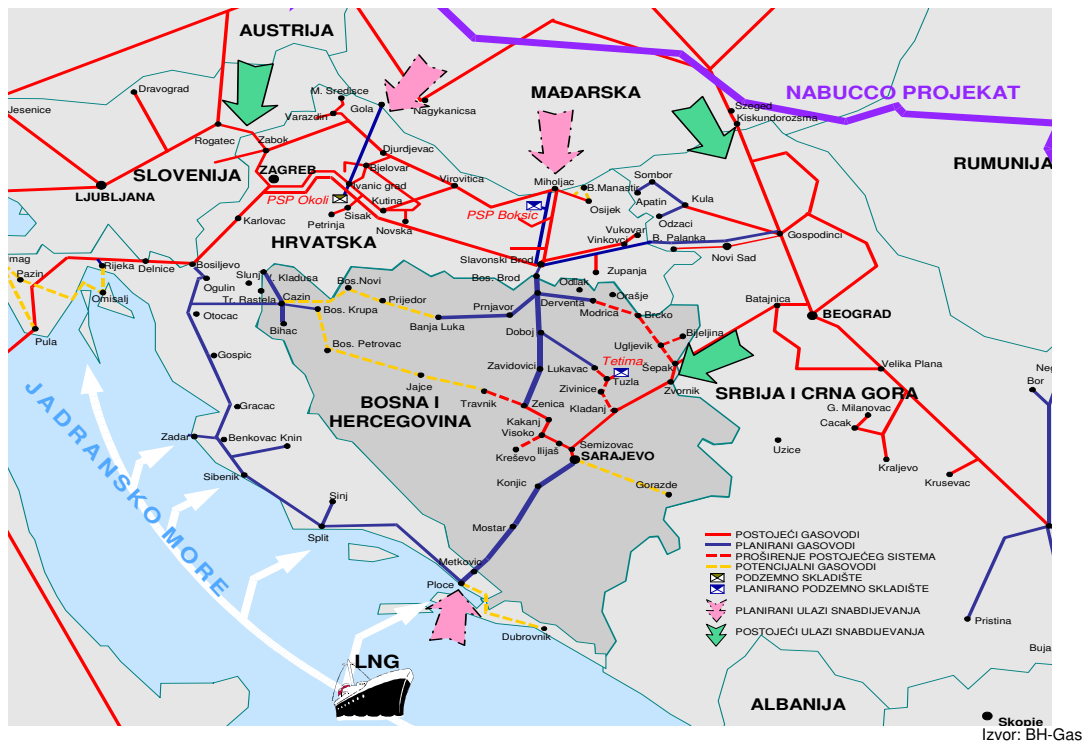 AUSTRIJA
Dravograd
Jesenice
M. Sredisce
Gola
Varazdin
Nagykanicsa
MAĐARSKA
NABUCCO PROJEKAT
Szeged
Kiskundorozsma
Rogatec
Zabok
Djurdjevac
RUMUNIJA
SLOVENIJA
ZAGREB
Bjelovar
LJUBLJANA
Ivanic grad
Virovitica
Miholjac
B.Manastir
Sombor
PSP Okoli
Kutina
Apatin
Kula
Osijek
PSP Boksic
Sisak
Petrinja
Karlovac
Novska
Odzaci
HRVATSKA
Vukovar
Vinkovci
B. Palanka
Gospodinci
Novi Sad
mag
Pazin
Rijeka
Delnice
Bosiljevo
Slavonski Brod
Zupanja
Slunj
V. Kladusa
Bos. Brod
Ogulin
Bos.Novi
Odžak
Omisalj
Tr. Rastela
Cazin
Prijedor
Orašje
Derventa
Batajnica
Otocac
Bos. Krupa
Prnjavor
Modrica
Brcko
BEOGRAD
Banja Luka
Pula
Bihac
Doboj
Bijeljina
Ugljevik
Gospic
Bos. Petrovac
Tetima
Zavidovici
Lukavac
Šepak
Velika Plana
Jajce
Tuzla
Zvornik
Ne
Bor
Zivinice
Travnik
SRBIJA I CRNA GORA
BOSNA I
HERCEGOVINA
Zenica
Kladanj
Gracac
Kakanj
G. Milanovac
Cacak
Visoko
Zadar
Benkovac
Knin
Semizovac
Ilijaš
Uzice
Kreševo
SARAJEVO
Kraljevo
Sibenik
Konjic
Gorazde
Krusevac
JADRANSKO MORE
Sinj
Split
Mostar
Metkovic
Ploce
Dubrovnik
LNG
POSTOJEĆI GASOVODI
PLANIRANI GASOVODI
PROŠIRENJE POSTOJEĆEG SISTEMA
POTENCIJALNI GASOVODI
PODZEMNO SKLADIŠTE
PLANIRANO PODZEMNO SKLADIŠTE
PLANIRANI ULAZI SNABDIJEVANJA
POSTOJEĆI ULAZI SNABDIJEVANJA
Pristina
Buja
ALBANIJA
Skopje
Izvor: BH-Gas